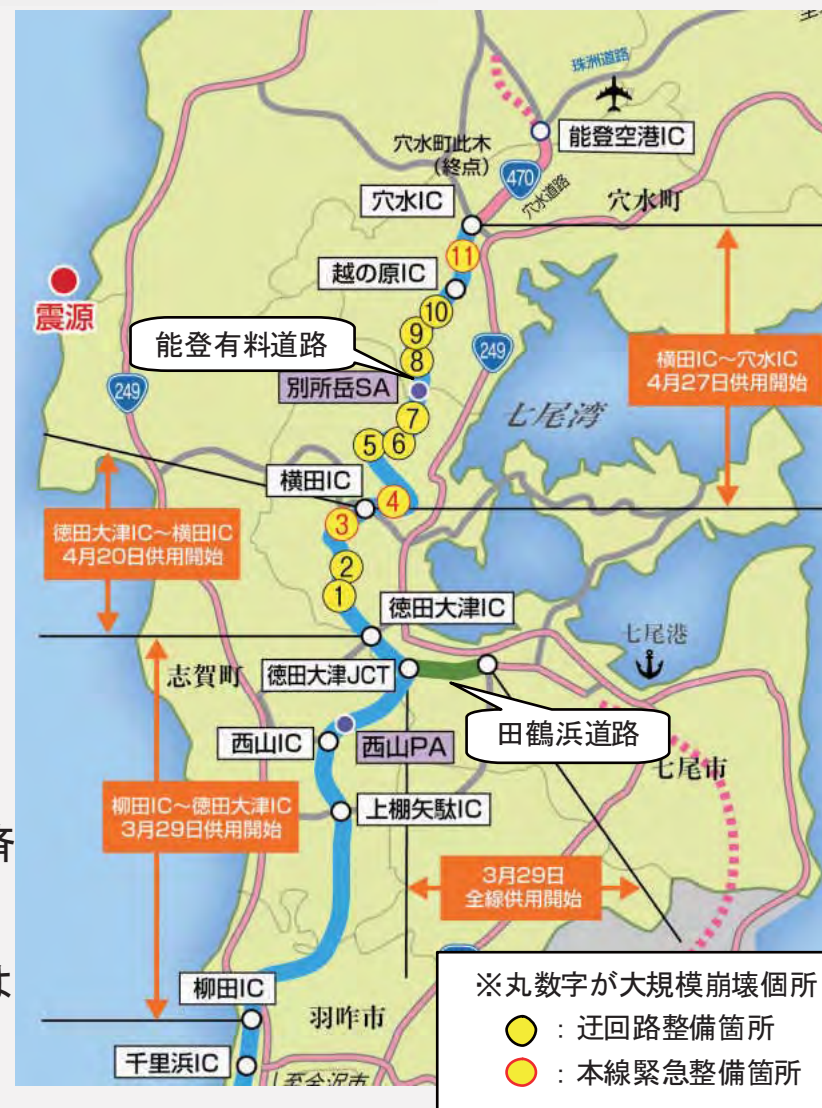 珠洲道路
能登空港IC
穴水町此木
(終点)
470
穴水道路
穴水町
穴水IC
11
越の原IC
震源
10
9
8
能登有料道路
249
横田IC～穴水IC
4月27日供用開始
別所岳SA
249
7
七尾湾
5
6
横田IC
4
3
徳田大津IC～横田IC
4月20日供用開始
2
1
徳田大津IC
七尾港
志賀町
徳田大津JCT
田鶴浜道路
西山IC
西山PA
七尾市
柳田IC～徳田大津IC
3月29日供用開始
上棚矢駄IC
3月29日
全線供用開始
柳田IC
羽咋市
千里浜IC
至金沢市
※丸数字が大規模崩壊個所
：迂回路整備箇所
：本線緊急整備箇所